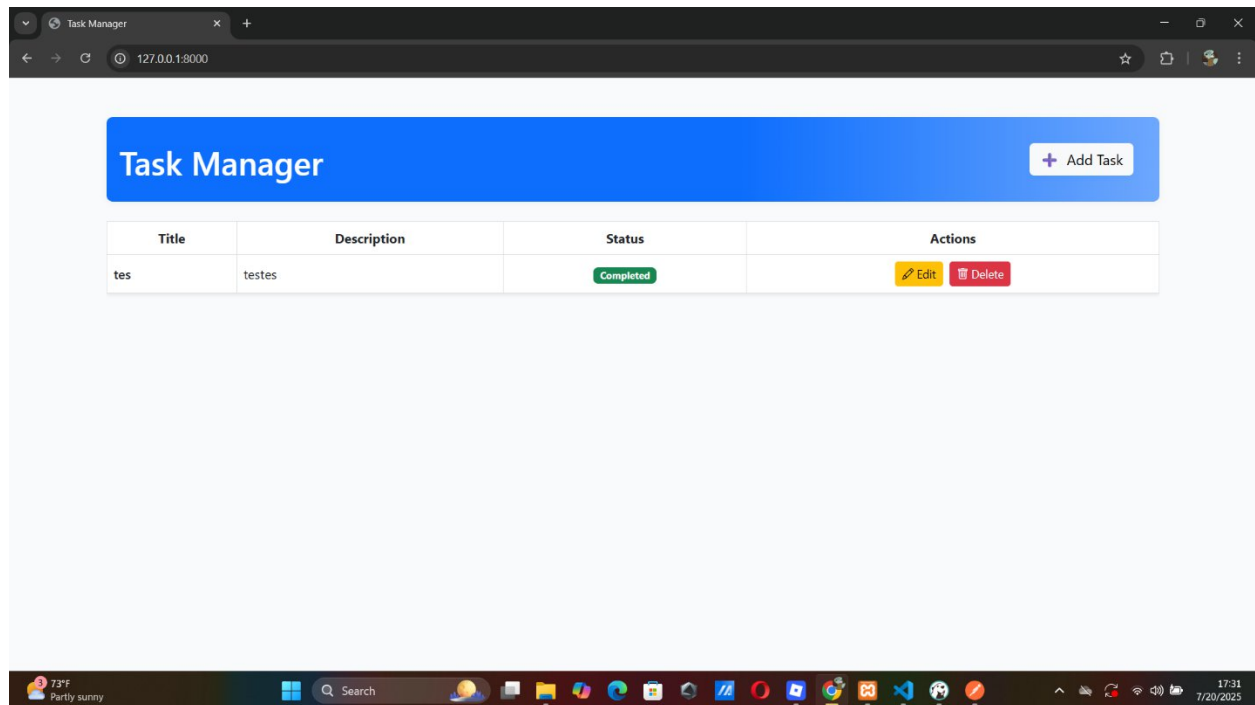 Task Manager
127.0.0.1:8000
Task Manager
Add Task
Title Description Status Actions
tes testes Completed Edit Delete
3 73°F
Partly sunny
Search
17:31
7/20/2025